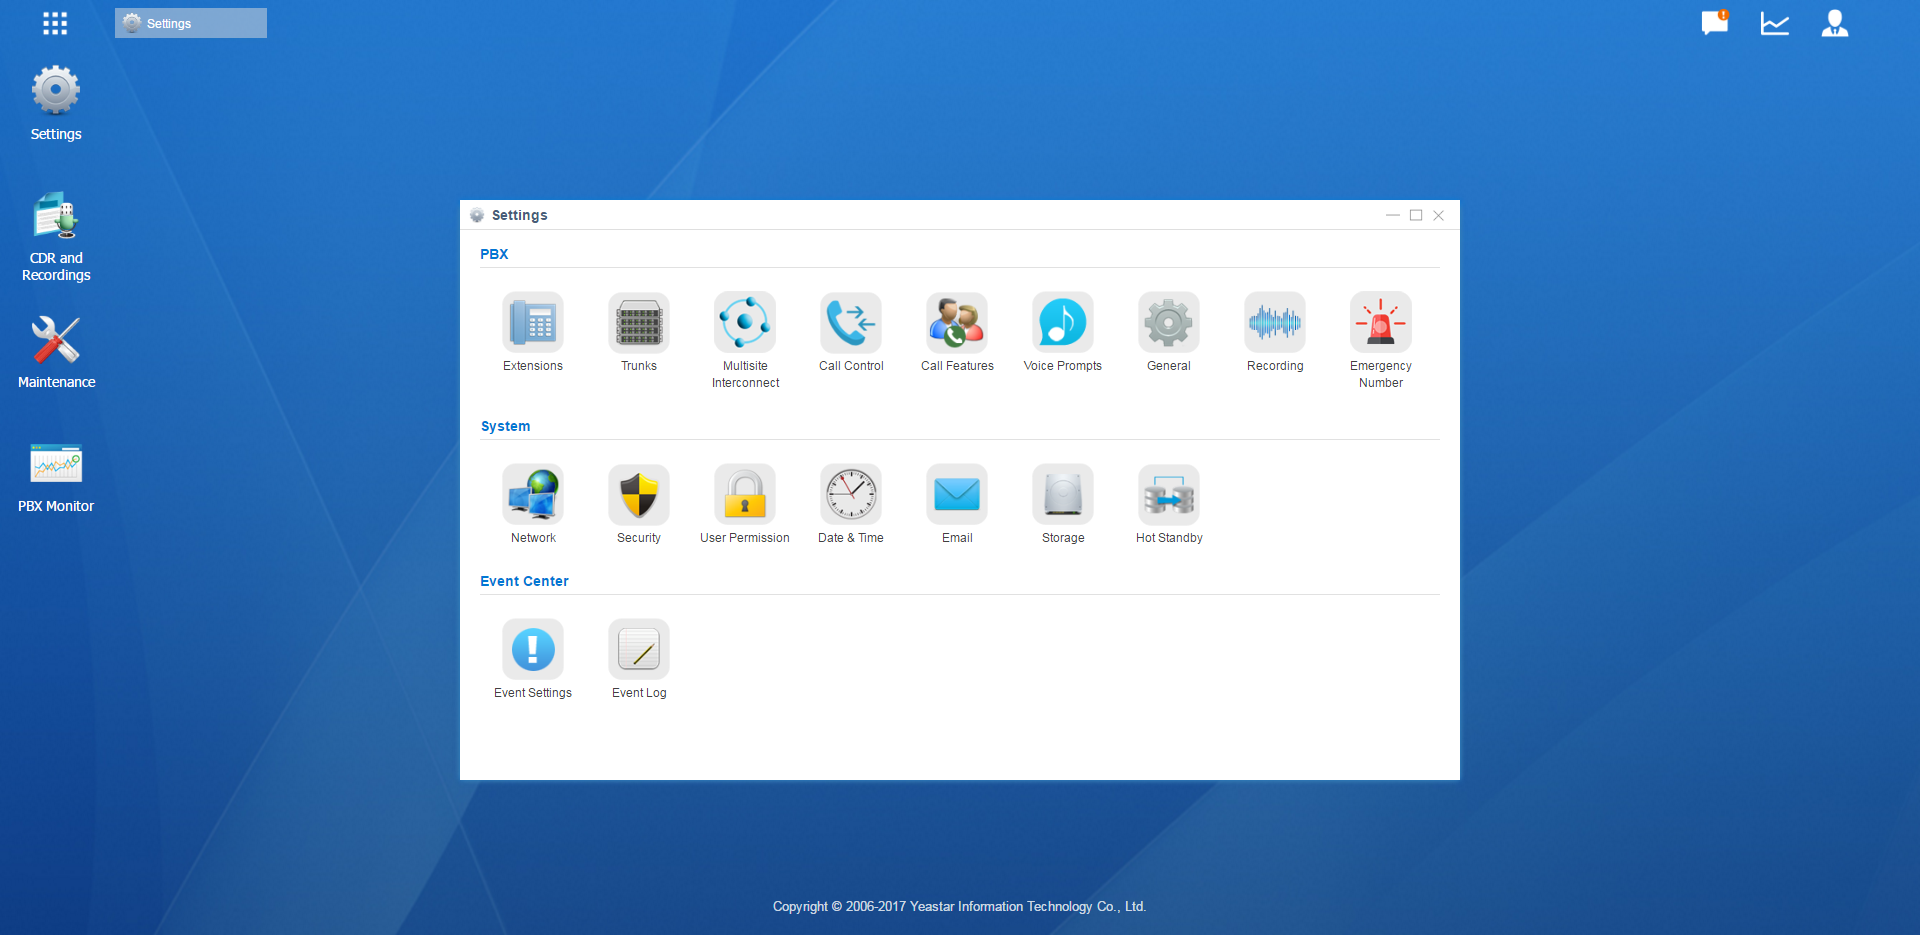 Settings
Settings
CDR and
Recordings
Maintenance
PBX Monitor
Settings
PBX
Extensions
Trunks
Multisite
Interconnect
Call Control
Call Features
Voice Prompts
General
Recording
Emergency
Number
System
Network
Security
User Permission
Date & Time
Email
Storage
Hot Standby
Event Center
Event Settings
Event Log
Copyright © 2006-2017 Yeastar Information Technology Co., Ltd.